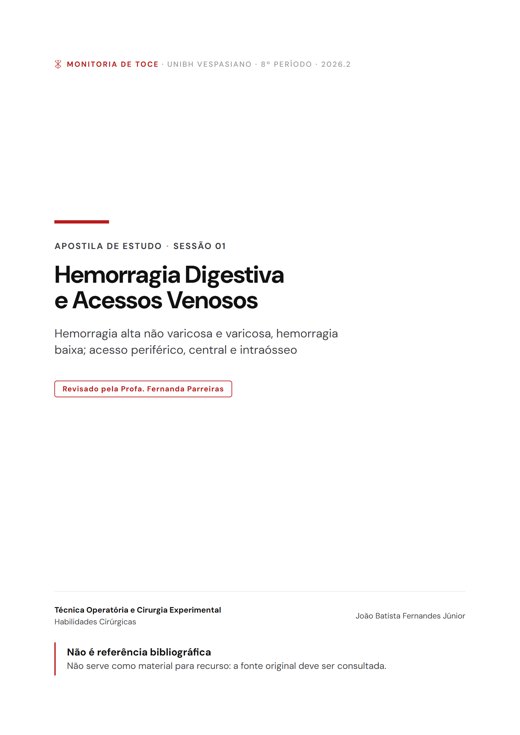 MONITORIA DE TOCE · UNIBH VESPASIANO · 8º PERÍODO · 2026.2
APOSTILA DE ESTUDO · SESSÃO 01
Hemorragia Digestiva
e Acessos Venosos
Hemorragia alta não varicosa e varicosa, hemorragia
baixa; acesso periférico, central e intraósseo
Revisado pela Profa. Fernanda Parreiras
Técnica Operatória e Cirurgia Experimental
Habilidades Cirúrgicas
João Batista Fernandes Júnior
Não é referência bibliográfica
Não serve como material para recurso: a fonte original deve ser consultada.